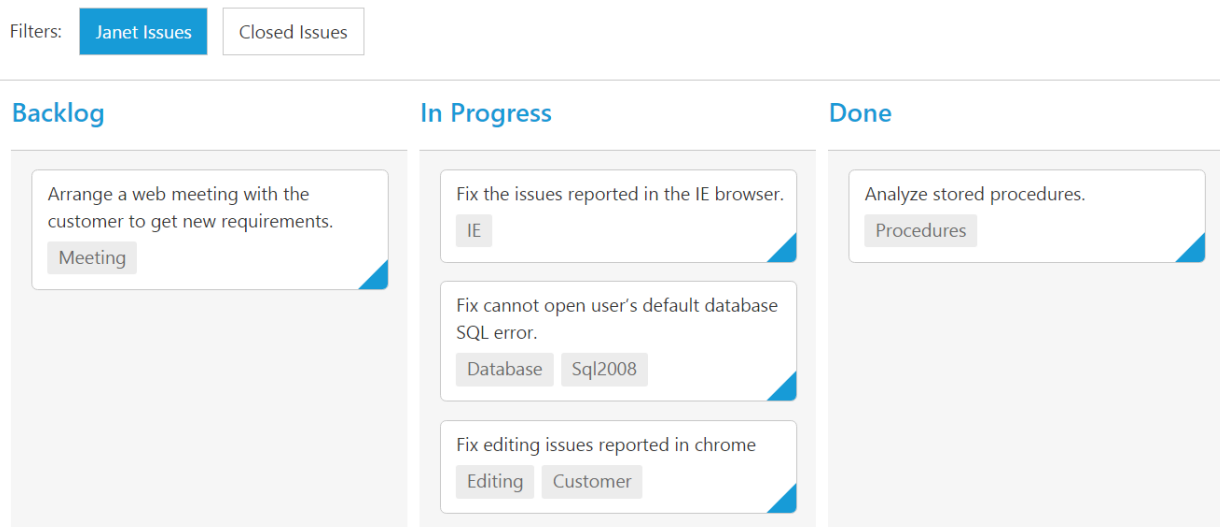 Filters: Janet Issues Closed Issues
Backlog
Arrange a web meeting with the
customer to get new requirements.
Meeting
In Progress
Fix the issues reported in the IE browser.
IE
Fix cannot open user’s default database
SQL error.
Database Sql2008
Fix editing issues reported in chrome
Editing Customer
Done
Analyze stored procedures.
Procedures